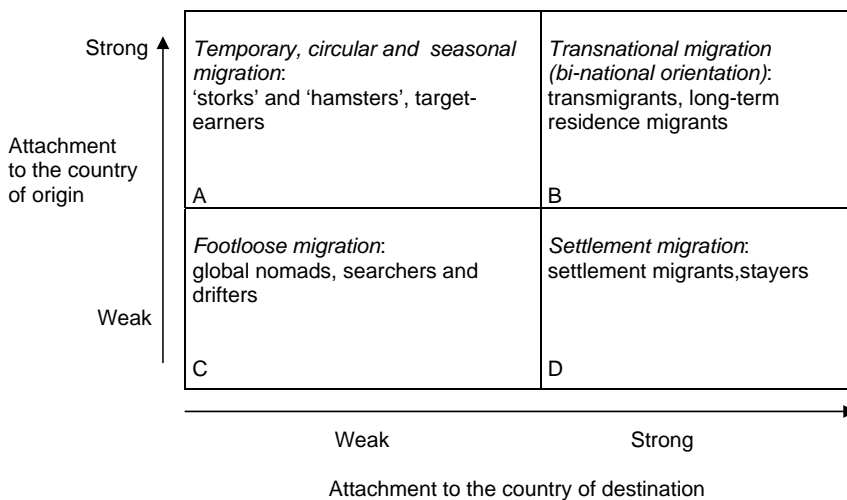 Strong
Attachment
to the country
of origin
Weak
Temporary, circular and seasonal
migration:
‘storks’ and ‘hamsters’, target-
earners
A
Transnational migration
(bi-national orientation):
transmigrants, long-term
residence migrants
B
Footloose migration:
global nomads, searchers and
drifters
C
Settlement migration:
settlement migrants,stayers
D
Weak
Strong
Attachment to the country of destination